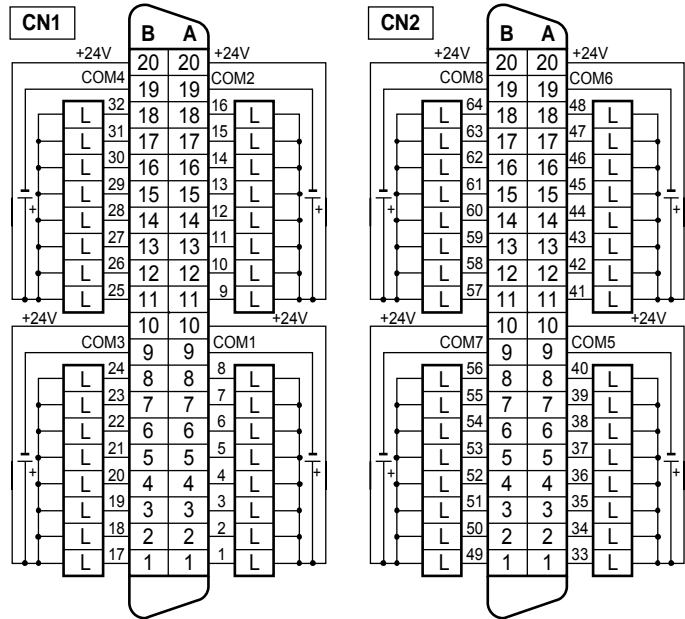 CN1
B A
+24V 20 20 +24V
COM4 19 19 COM2
L 32 18 18 16 L
L 31 17 17 15 L
L 30 16 16 14 L
L 29 15 15 13 L
+ L 28 14 14 12 L +
L 27 13 13 11 L
L 26 12 12 10 L
L 25 11 11 9 L
+24V 10 10 +24V
COM3 9 9 COM1
L 24 8 8 8 L
L 23 7 7 7 L
L 22 6 6 6 L
L 21 5 5 5 L
+ L 20 4 4 4 L +
L 19 3 3 3 L
L 18 2 2 2 L
L 17 1 1 1 L
CN2
B A
+24V 20 20 +24V
COM8 19 19 COM6
L 64 18 18 48 L
L 63 17 17 47 L
L 62 16 16 46 L
L 61 15 15 45 L
+ L 60 14 14 44 L +
L 59 13 13 43 L
L 58 12 12 42 L
L 57 11 11 41 L
+24V 10 10 +24V
COM7 9 9 COM5
L 56 8 8 40 L
L 55 7 7 39 L
L 54 6 6 38 L
L 53 5 5 37 L
+ L 52 4 4 36 L +
L 51 3 3 35 L
L 50 2 2 34 L
L 49 1 1 33 L